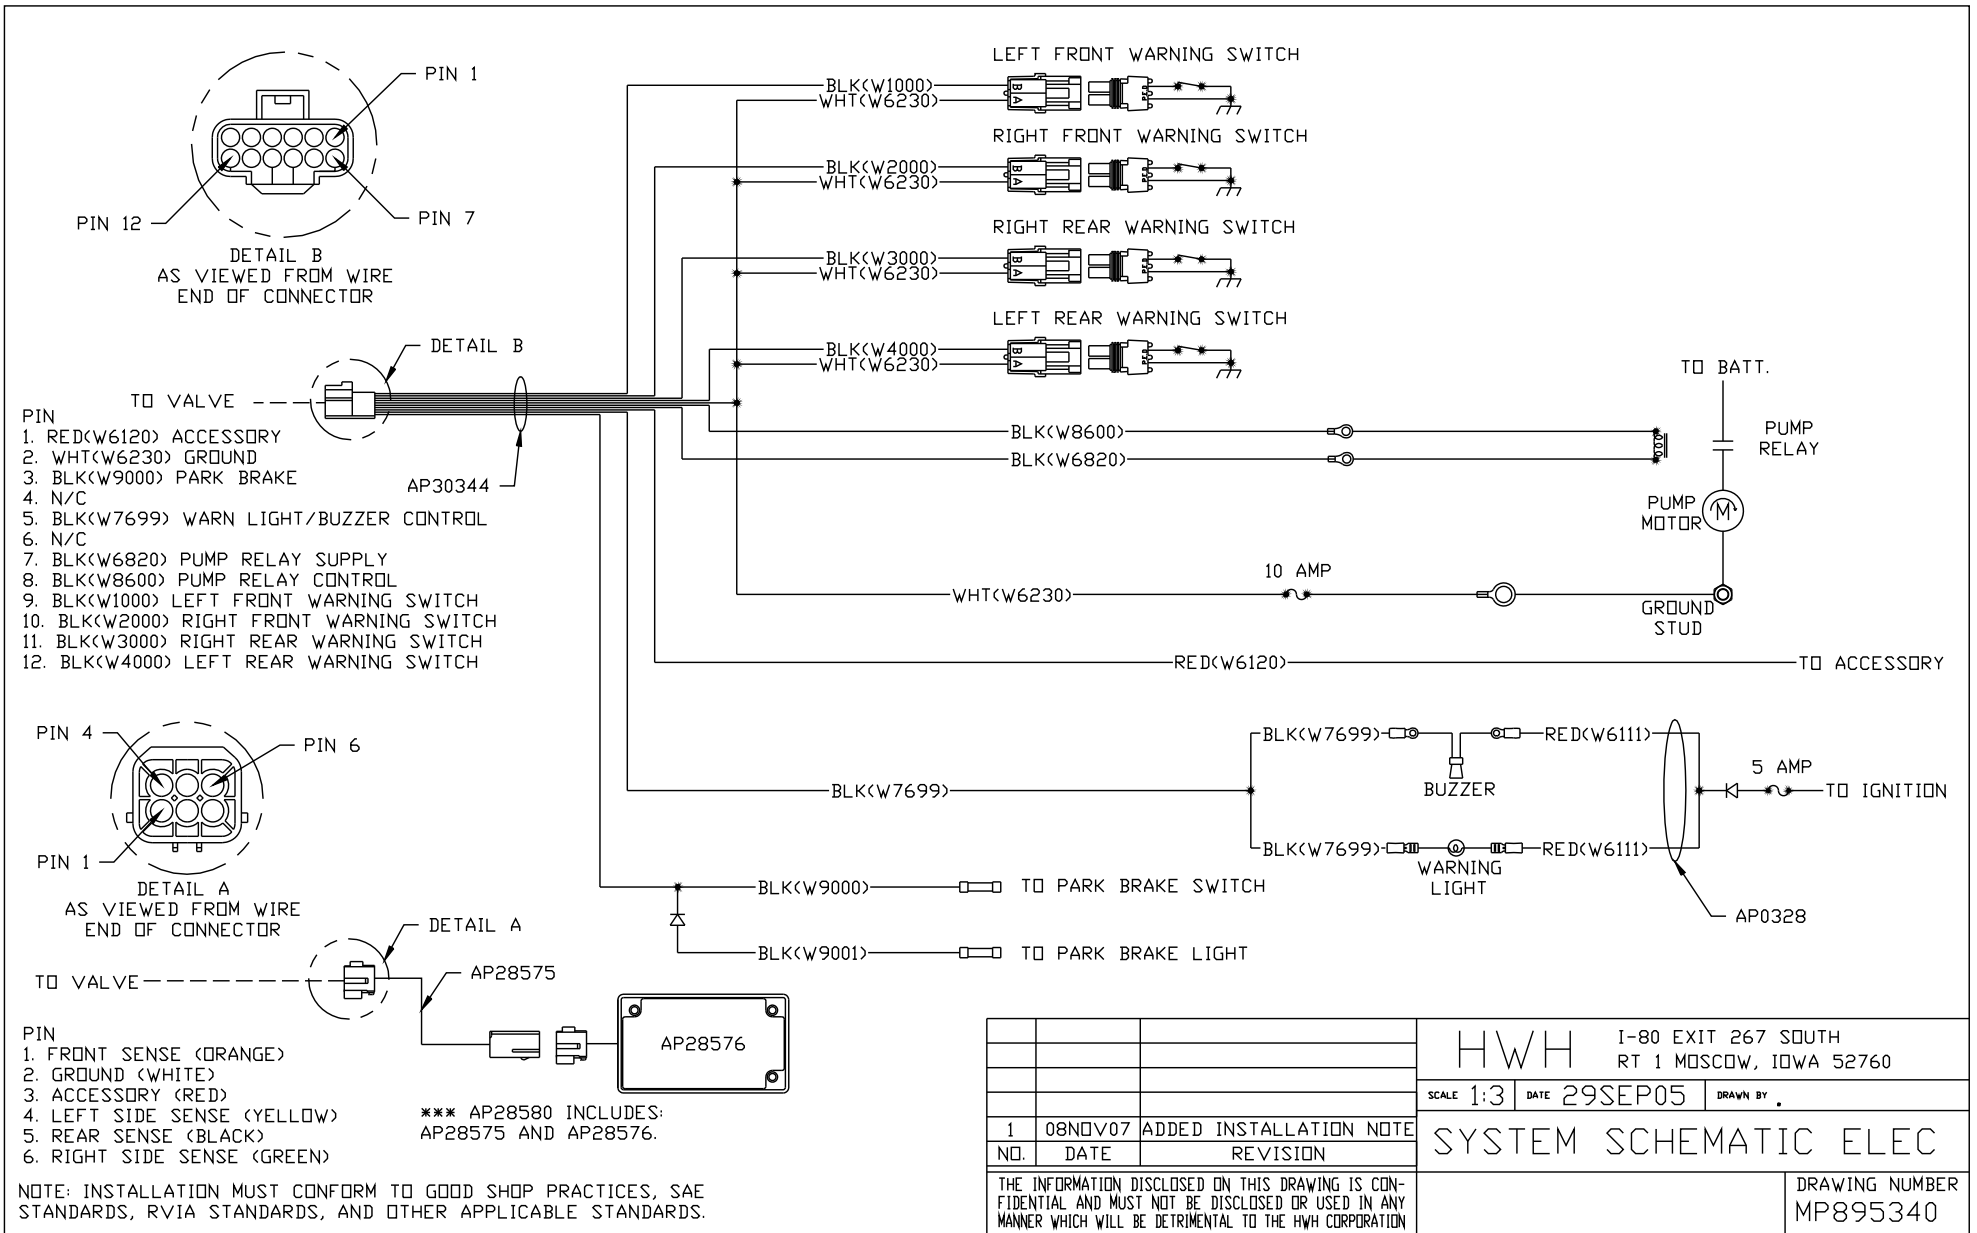 PIN 1
PIN 12
PIN 7
DETAIL B
AS VIEWED FROM WIRE
END OF CONNECTOR
DETAIL B
TO VALVE
AP30344
PIN
1. RED(W6120) ACCESSORY
2. WHT(W6230) GROUND
3. BLK(W9000) PARK BRAKE
4. N/C
5. BLK(W7699) WARN LIGHT/BUZZER CONTROL
6. N/C
7. BLK(W6820) PUMP RELAY SUPPLY
8. BLK(W8600) PUMP RELAY CONTROL
9. BLK(W1000) LEFT FRONT WARNING SWITCH
10. BLK(W2000) RIGHT FRONT WARNING SWITCH
11. BLK(W3000) RIGHT REAR WARNING SWITCH
12. BLK(W4000) LEFT REAR WARNING SWITCH
LEFT FRONT WARNING SWITCH
BLK(W1000)
WHT(W6230)
B
A
RIGHT FRONT WARNING SWITCH
BLK(W2000)
WHT(W6230)
B
A
RIGHT REAR WARNING SWITCH
BLK(W3000)
WHT(W6230)
B
A
LEFT REAR WARNING SWITCH
BLK(W4000)
WHT(W6230)
B
A
TO BATT.
BLK(W8600)
BLK(W6820)
PUMP
RELAY
PUMP
MOTOR
M
10 AMP
WHT(W6230)
GROUND
STUD
RED(W6120)
TO ACCESSORY
BLK(W7699)
RED(W6111)
BUZZER
5 AMP
TO IGNITION
BLK(W7699)
BLK(W7699)
RED(W6111)
WARNING
LIGHT
AP0328
BLK(W9000)
TO PARK BRAKE SWITCH
BLK(W9001)
TO PARK BRAKE LIGHT
PIN 4
PIN 6
PIN 1
DETAIL A
AS VIEWED FROM WIRE
END OF CONNECTOR
DETAIL A
TO VALVE
AP28575
AP28576
PIN
1. FRONT SENSE (ORANGE)
2. GROUND (WHITE)
3. ACCESSORY (RED)
4. LEFT SIDE SENSE (YELLOW)
5. REAR SENSE (BLACK)
6. RIGHT SIDE SENSE (GREEN)
*** AP28580 INCLUDES:
AP28575 AND AP28576.
NOTE: INSTALLATION MUST CONFORM TO GOOD SHOP PRACTICES, SAE
STANDARDS, RVIA STANDARDS, AND OTHER APPLICABLE STANDARDS.
1 08NOV07 ADDED INSTALLATION NOTE
NO. DATE REVISION
THE INFORMATION DISCLOSED ON THIS DRAWING IS CON-
FIDENTIAL AND MUST NOT BE DISCLOSED OR USED IN ANY
MANNER WHICH WILL BE DETRIMENTAL TO THE HWH CORPORATION
HWH
I-80 EXIT 267 SOUTH
RT 1 MOSCOW, IOWA 52760
SCALE 1:3 DATE 29SEP05 DRAWN BY .
SYSTEM SCHEMATIC ELEC
DRAWING NUMBER
MP895340